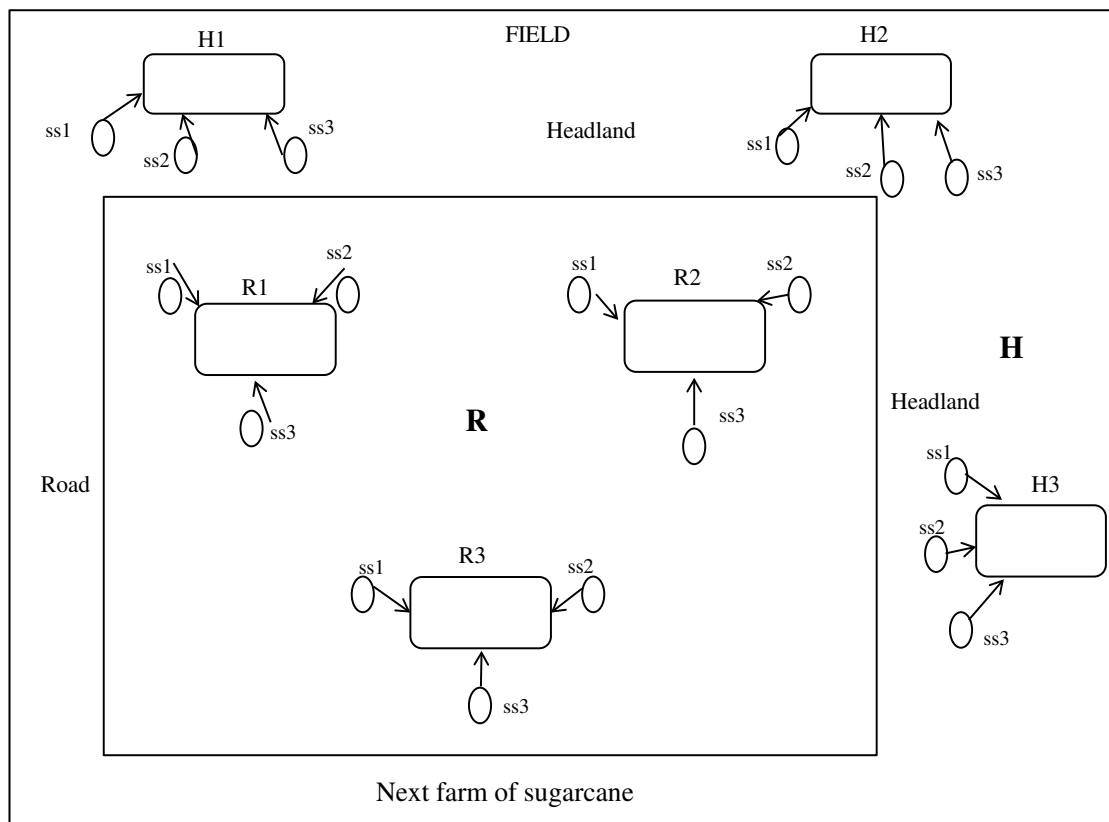 H1
FIELD
H2
ss1
ss2
ss3
Headland
ss1
ss2
ss3
ss1
ss2
R1
ss3
ss1
ss2
R2
ss3
R
H
Headland
Road
ss1
H3
ss2
ss3
ss1
R3
ss2
ss3
Next farm of sugarcane